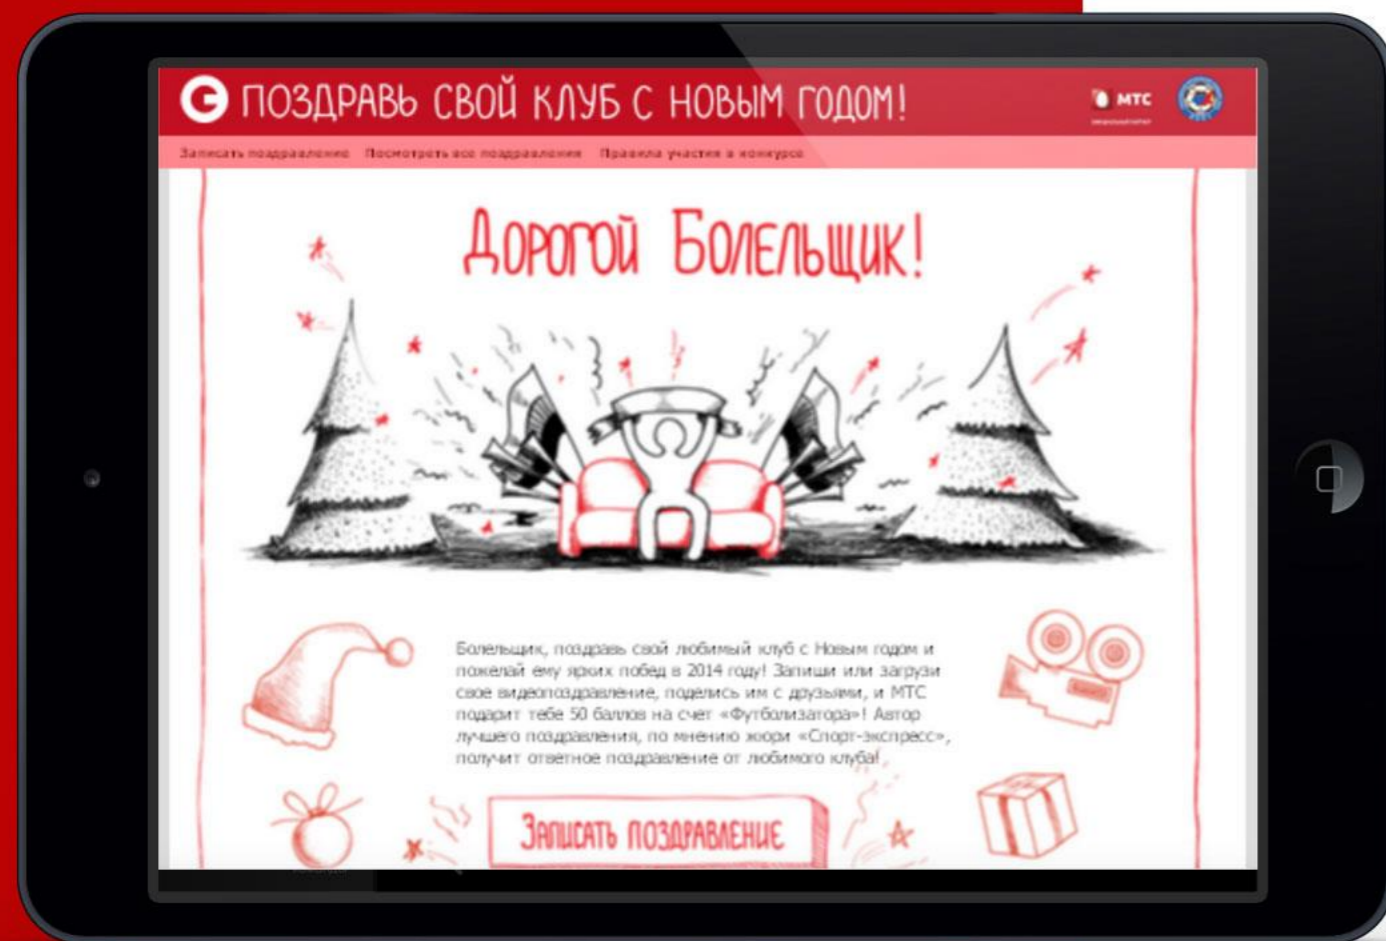 ПОЗДРАВЬ СВОЙ КЛУБ С НОВЫМ ГОДОМ!
МТС
Записать поздравление Посмотреть все поздравления Правила участия в конкурсе
Дорогой Болельщик!
Болельщик, поздравь свой любимый клуб с Новым годом и
пожелай ему ярких побед в 2014 году! Запиши или загрузи
свое видеопоздравление, поделись им с друзьями, и МТС
подарит тебе 50 баллов на счет «Футболизатора»! Автор
лучшего поздравления, по мнению жюри «Спорт-экспресс»,
получит ответное поздравление от любимого клуба!
Записать поздравление